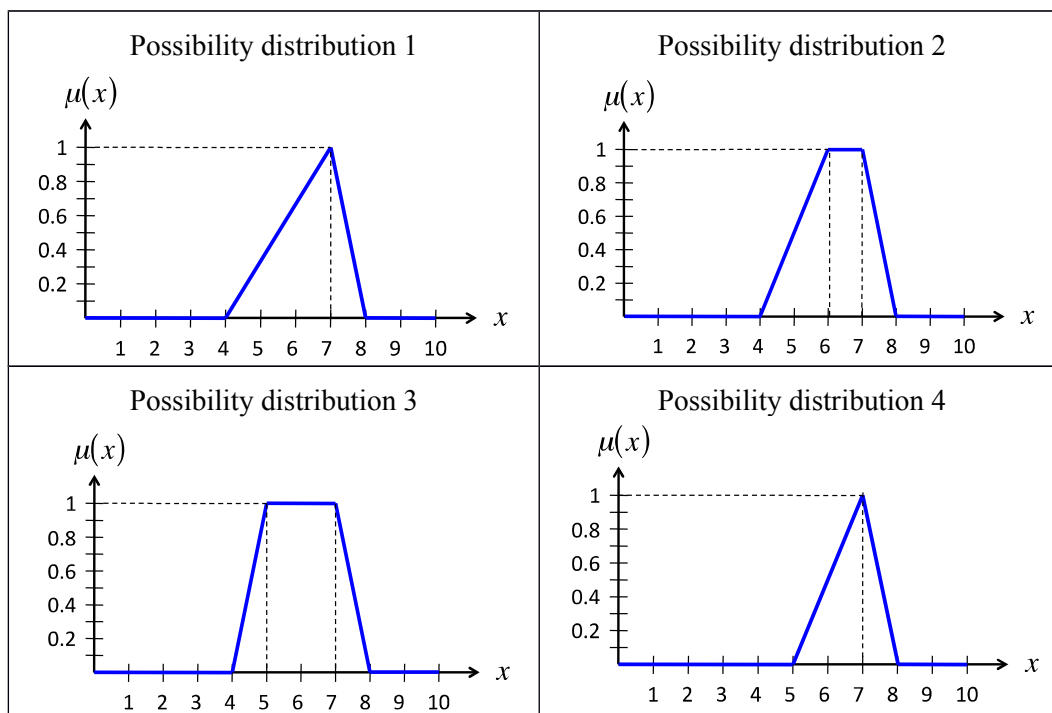 Possibility distribution 1
μ(x)
1
0.8
0.6
0.4
0.2
x
1 2 3 4 5 6 7 8 9 10
Possibility distribution 2
μ(x)
1
0.8
0.6
0.4
0.2
x
1 2 3 4 5 6 7 8 9 10
Possibility distribution 3
μ(x)
1
0.8
0.6
0.4
0.2
x
1 2 3 4 5 6 7 8 9 10
Possibility distribution 4
μ(x)
1
0.8
0.6
0.4
0.2
x
1 2 3 4 5 6 7 8 9 10